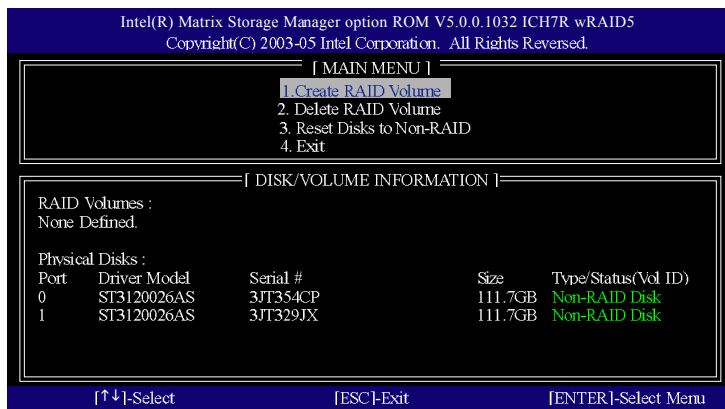 Intel(R) Matrix Storage Manager option ROM V5.0.0.1032 ICH7R wRAID5
Copyright(C) 2003-05 Intel Corporation. All Rights Reversed.
[ MAIN MENU ]
1.Create RAID Volume
2. Delete RAID Volume
3. Reset Disks to Non-RAID
4. Exit
[ DISK/VOLUME INFORMATION ]
RAID Volumes :
None Defined.
Physical Disks :
Port Driver Model Serial # Size Type/Status(Vol ID)
0 ST3120026AS 3JT354CP 111.7GB Non-RAID Disk
1 ST3120026AS 3JT329JX 111.7GB Non-RAID Disk
[↑↓]-Select [ESC]-Exit [ENTER]-Select Menu